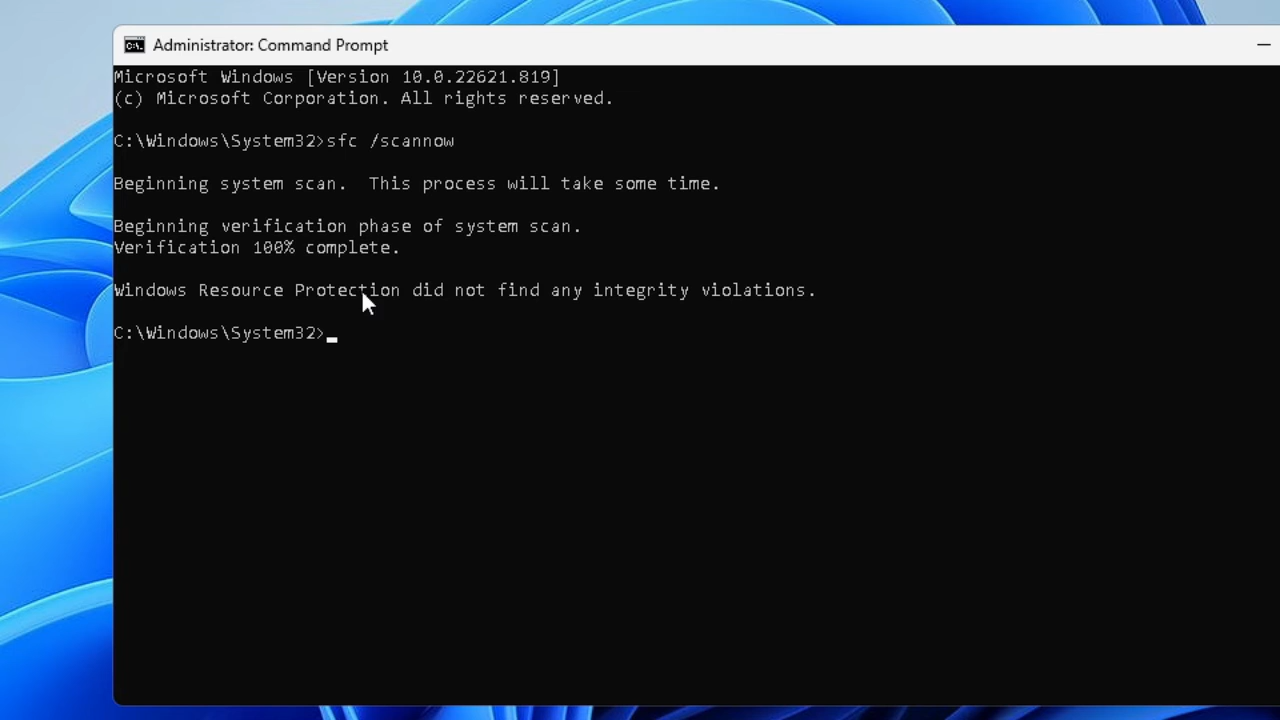 Administrator: Command Prompt
Microsoft Windows [Version 10.0.22621.819]
(c) Microsoft Corporation. All rights reserved.
C:\Windows\System32>sfc /scannow
Beginning system scan.  This process will take some time.
Beginning verification phase of system scan.
Verification 100% complete.
Windows Resource Protection did not find any integrity violations.
C:\Windows\System32>